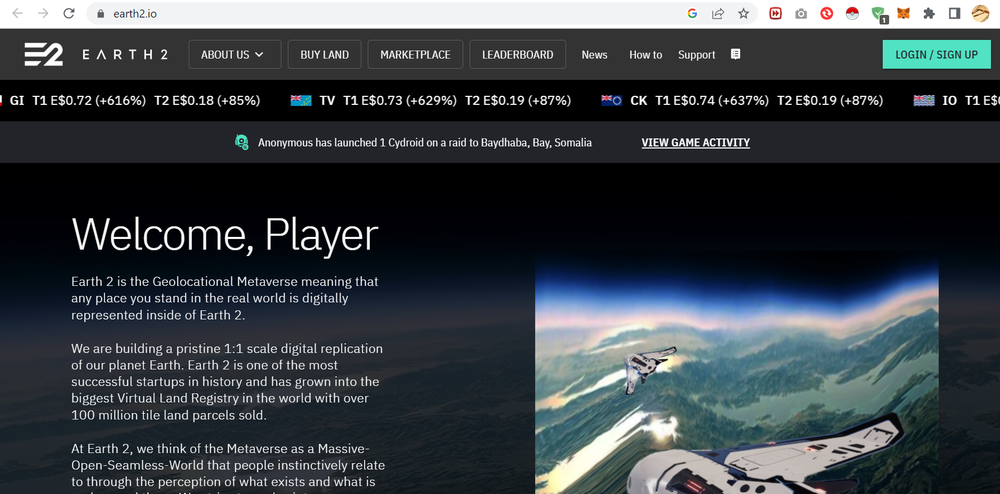 earth2.io
1
E2 EARTH 2 ABOUT US BUY LAND MARKETPLACE LEADERBOARD News How to Support LOGIN / SIGN UP
GI T1 E$0.72 (+616%) T2 E$0.18 (+85%) TV T1 E$0.73 (+629%) T2 E$0.19 (+87%) CK T1 E$0.74 (+637%) T2 E$0.19 (+87%) IO T1
Anonymous has launched 1 Cydroid on a raid to Baydhaba, Bay, Somalia VIEW GAME ACTIVITY
Welcome, Player
Earth 2 is the Geolocational Metaverse meaning that
any place you stand in the real world is digitally
represented inside of Earth 2.
We are building a pristine 1:1 scale digital replication
of our planet Earth. Earth 2 is one of the most
successful startups in history and has grown into the
biggest Virtual Land Registry in the world with over
100 million tile land parcels sold.
At Earth 2, we think of the Metaverse as a Massive-
Open-Seamless-World that people instinctively relate
to through the perception of what exists and what is